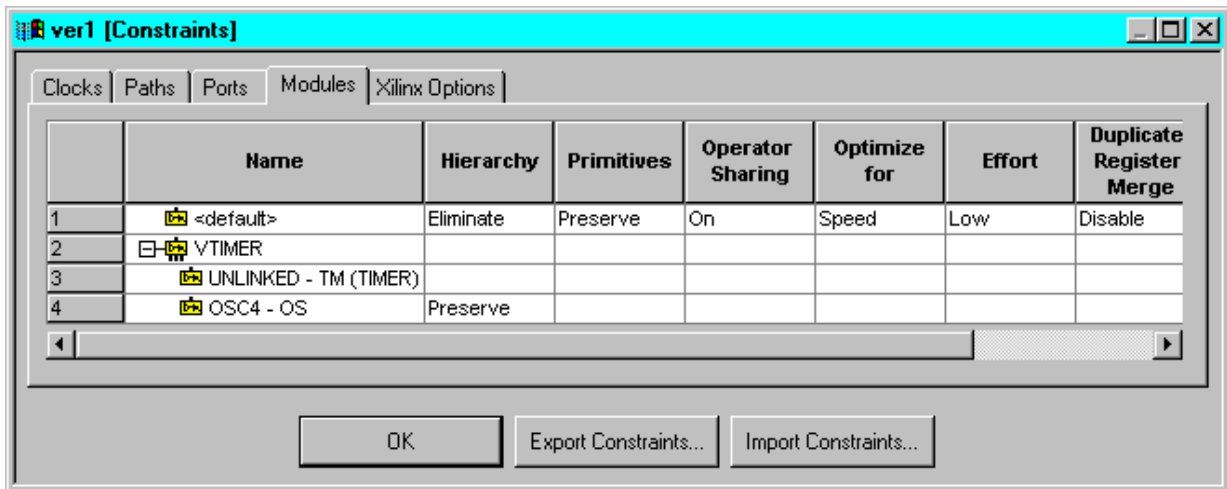 ver1 [Constraints]
Clocks Paths Ports Modules Xilinx Options
Name Hierarchy Primitives Operator Sharing Optimize for Effort Duplicate Register Merge
1 <default> Eliminate Preserve On Speed Low Disable
2 VTIMER
3 UNLINKED - TM (TIMER)
4 OSC4 - OS Preserve
OK Export Constraints... Import Constraints...